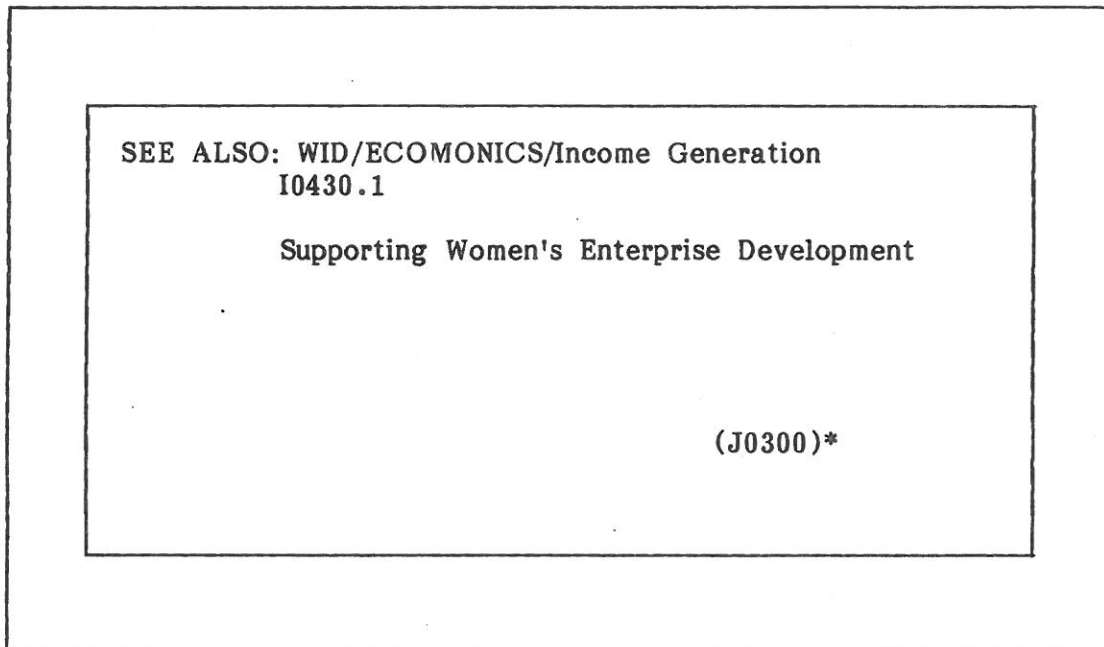 SEE ALSO: WID/ECOMONICS/Income Generation
I0430.1
Supporting Women's Enterprise Development
(J0300)*